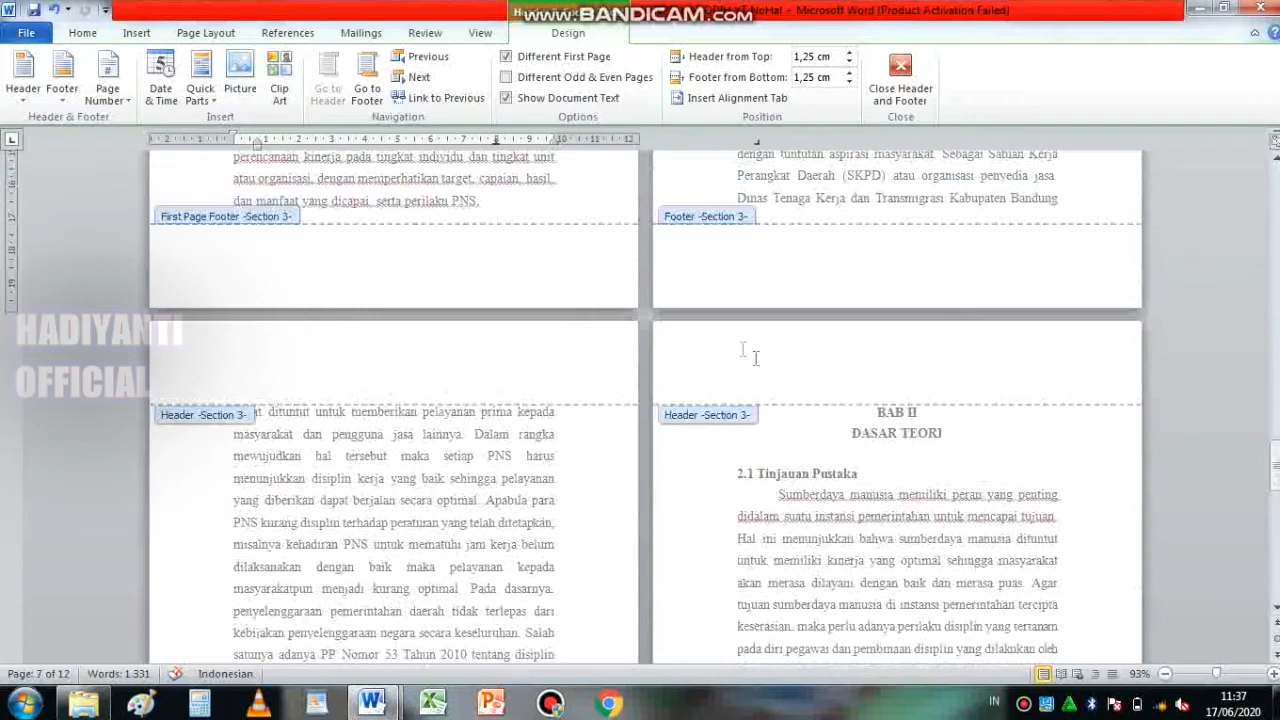 www.BANDICAM.com
NoHal - Microsoft Word (Product Activation Failed)
File
Home
Insert
Page Layout
References
Mailings
Review
View
Design
Header
Footer
Page Number
Header & Footer
Date & Time
Quick Parts
Picture
Clip Art
Insert
Go to Header
Go to Footer
Previous
Next
Link to Previous
Navigation
Different First Page
Different Odd & Even Pages
Show Document Text
Options
Header from Top: 1,25 cm
Footer from Bottom: 1,25 cm
Insert Alignment Tab
Position
Close Header and Footer
Close
perencanaan kinerja pada tingkat individu dan tingkat unit
atau organisasi, dengan memperhatikan target, capaian, hasil,
dan manfaat yang dicapai, serta perilaku PNS.
First Page Footer -Section 3-
dengan tuntutan aspirasi masyarakat. Sebagai Satuan Kerja
Perangkat Daerah (SKPD) atau organisasi penyedia jasa.
Dinas Tenaga Kerja dan Transmigrasi Kabupaten Bandung
Footer -Section 3-
HADIYANTI
OFFICIAL
Header -Section 3-
dituntut untuk memberikan pelayanan prima kepada
masyarakat dan pengguna jasa lainnya. Dalam rangka
mewujudkan hal tersebut maka setiap PNS harus
menunjukkan disiplin kerja yang baik sehingga pelayanan
yang diberikan dapat berjalan secara optimal. Apabila para
PNS kurang disiplin terhadap peraturan yang telah ditetapkan,
misalnya kehadiran PNS untuk mematuhi jam kerja belum
dilaksanakan dengan baik maka pelayanan kepada
masyarakatpun menjadi kurang optimal Pada dasarnya,
penyelenggaraan pemerintahan daerah tidak terlepas dari
kebijakan penyelenggaraan negara secara keseluruhan. Salah
satunya adanya PP Nomor 53 Tahun 2010 tentang disiplin
Header -Section 3-
BAB II
DASAR TEORI
2.1 Tinjauan Pustaka
Sumberdaya manusia memiliki peran yang penting
didalam suatu instansi pemerintahan untuk mencapai tujuan.
Hal ini menunjukkan bahwa sumberdaya manusia dituntut
untuk memiliki kinerja yang optimal sehingga masyarakat
akan merasa dilayani dengan baik dan merasa puas. Agar
tujuan sumberdaya manusia di instansi pemerintahan tercipta
keserasian, maka perlu adanya perilaku disiplin yang tertanam
pada diri pegawai dan pembinaan disiplin yang dilakukan oleh
Page: 7 of 12
Words: 1.331
Indonesian
93%
IN
11:37
17/06/2020